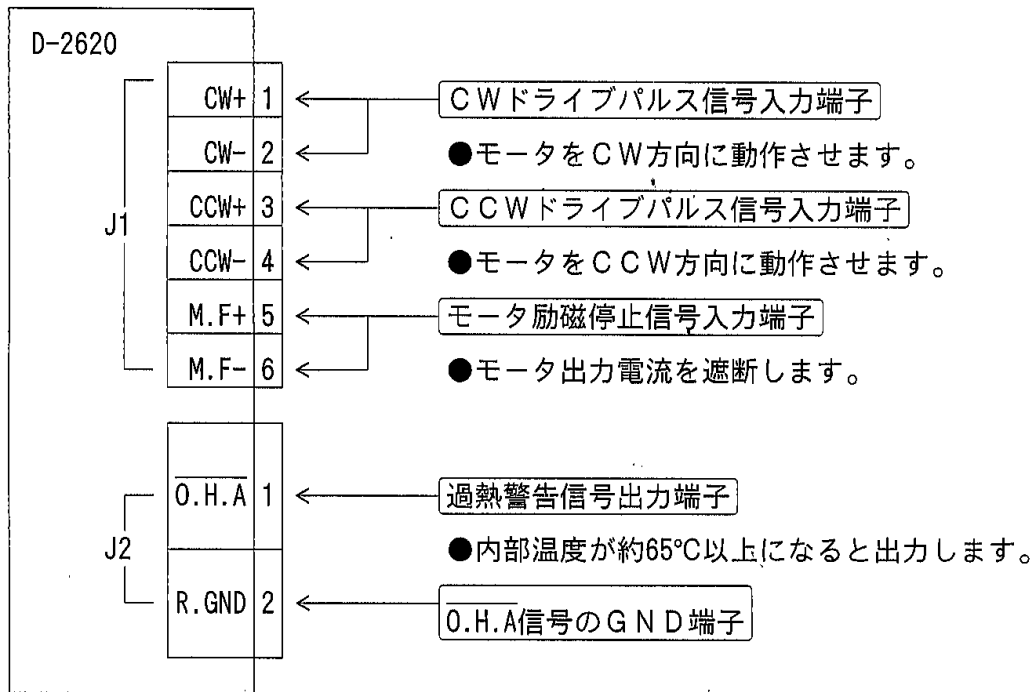 D-2620
J1
CW+ 1 CWドライブパルス信号入力端子
CW- 2 ●モータをCW方向に動作させます。
CCW+ 3 CCWドライブパルス信号入力端子
CCW- 4 ●モータをCCW方向に動作させます。
M.F+ 5 モータ励磁停止信号入力端子
M.F- 6 ●モータ出力電流を遮断します。
J2
O.H.A 1 過熱警告信号出力端子
●内部温度が約65℃以上になると出力します。
R.GND 2 O.H.A信号のGND端子